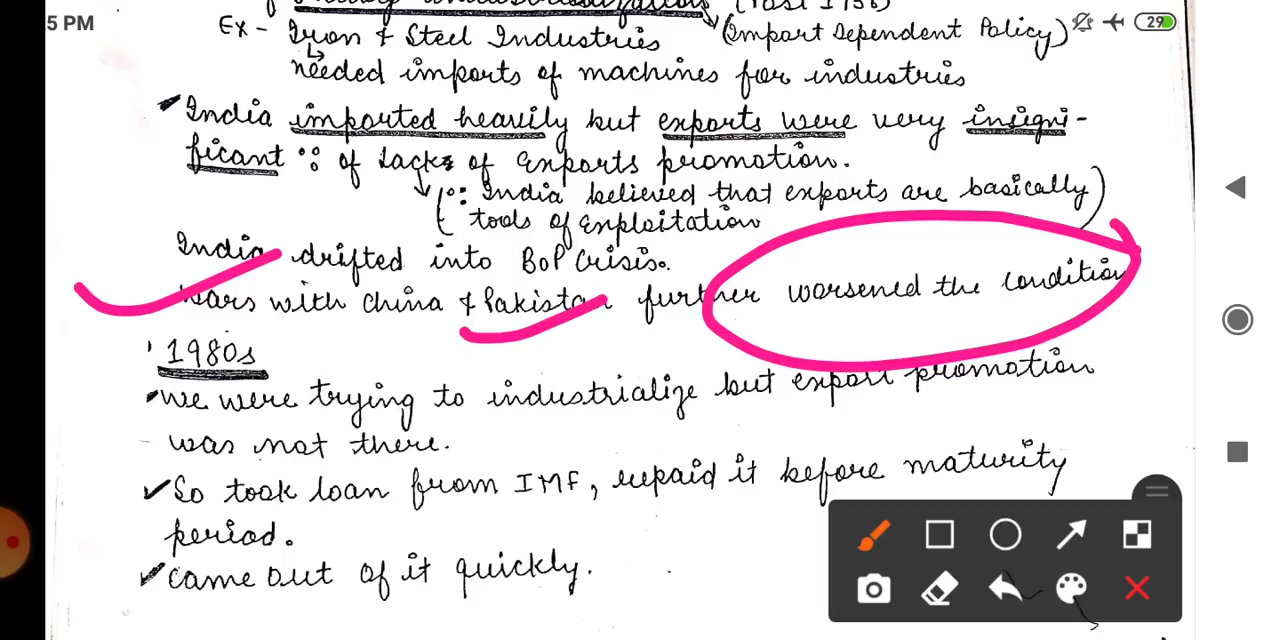 5 PM
29
(Post 1956)
Ex - Iron & Steel Industries (Import Dependent Policy)
needed imports of machines for industries
India imported heavily but exports were very insigni-
ficant ∵ of lack of exports promotion.
(∵ India believed that exports are basically
tools of exploitation)
India drifted into BoP Crisis.
Wars with China & Pakistan further worsened the condition
1980s
We were trying to industrialize but export promotion
was not there.
So took loan from IMF, repaid it before maturity
period.
Came out of it quickly.